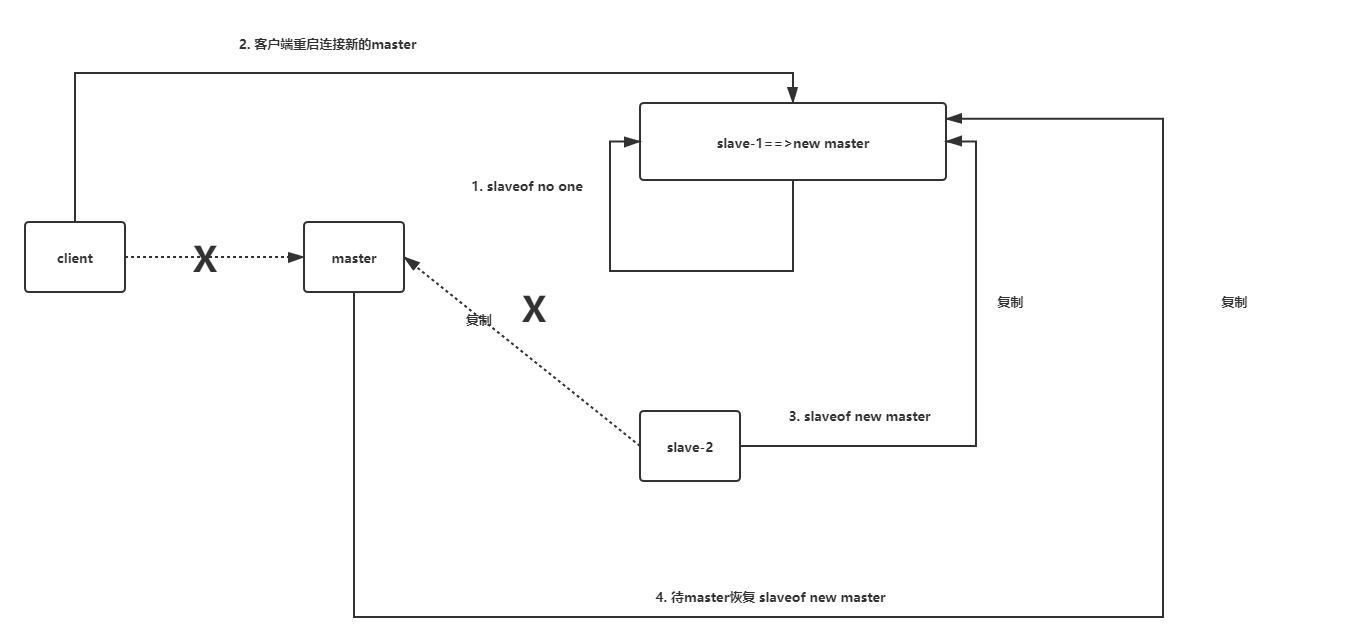 2. 客户端重启连接新的master
slave-1==>new master
1. slaveof no one
client
X
master
X
复制
复制
复制
3. slaveof new master
slave-2
4. 待master恢复 slaveof new master